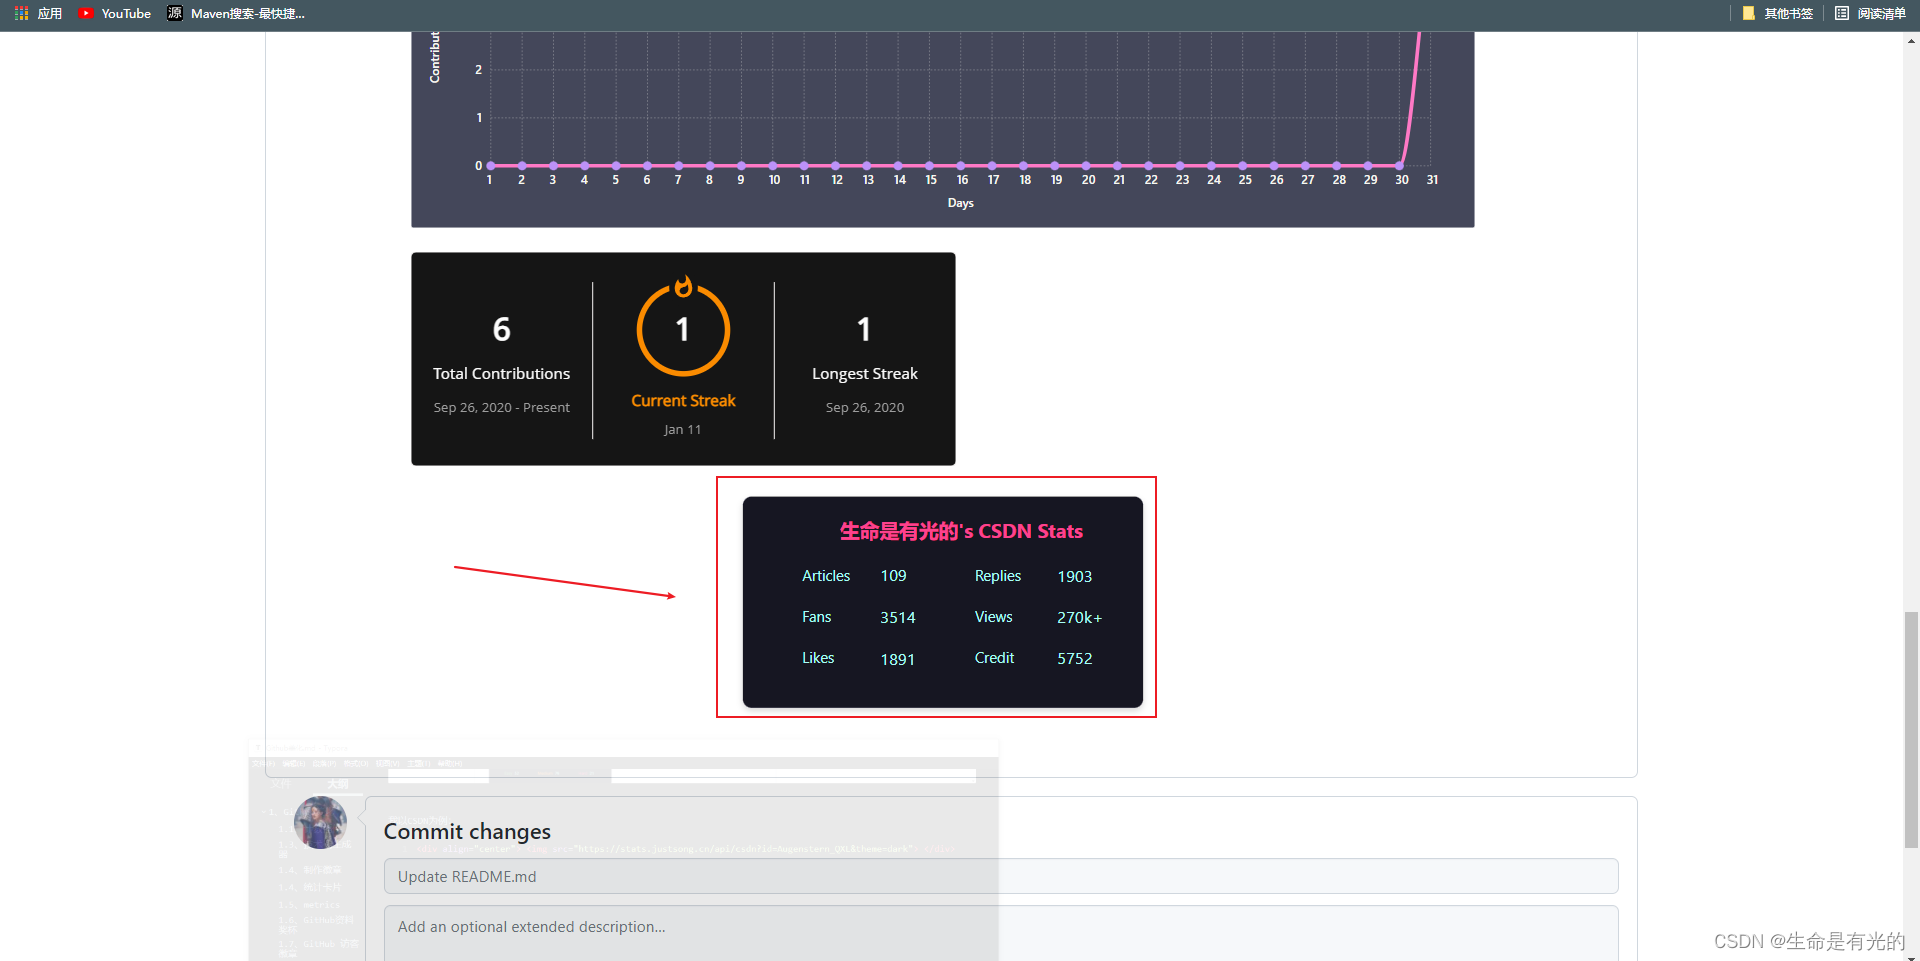 应用 YouTube 源 Maven搜索-最快捷... 其他书签 阅读清单
Contribut
2
1
0
1 2 3 4 5 6 7 8 9 10 11 12 13 14 15 16 17 18 19 20 21 22 23 24 25 26 27 28 29 30 31
Days
6 1 1
Total Contributions Longest Streak
Current Streak
Sep 26, 2020 - Present Sep 26, 2020
Jan 11
生命是有光的's CSDN Stats
Articles 109 Replies 1903
Fans 3514 Views 270k+
Likes 1891 Credit 5752
大纲
Commit changes
Update README.md
Add an optional extended description...
CSDN @生命是有光的